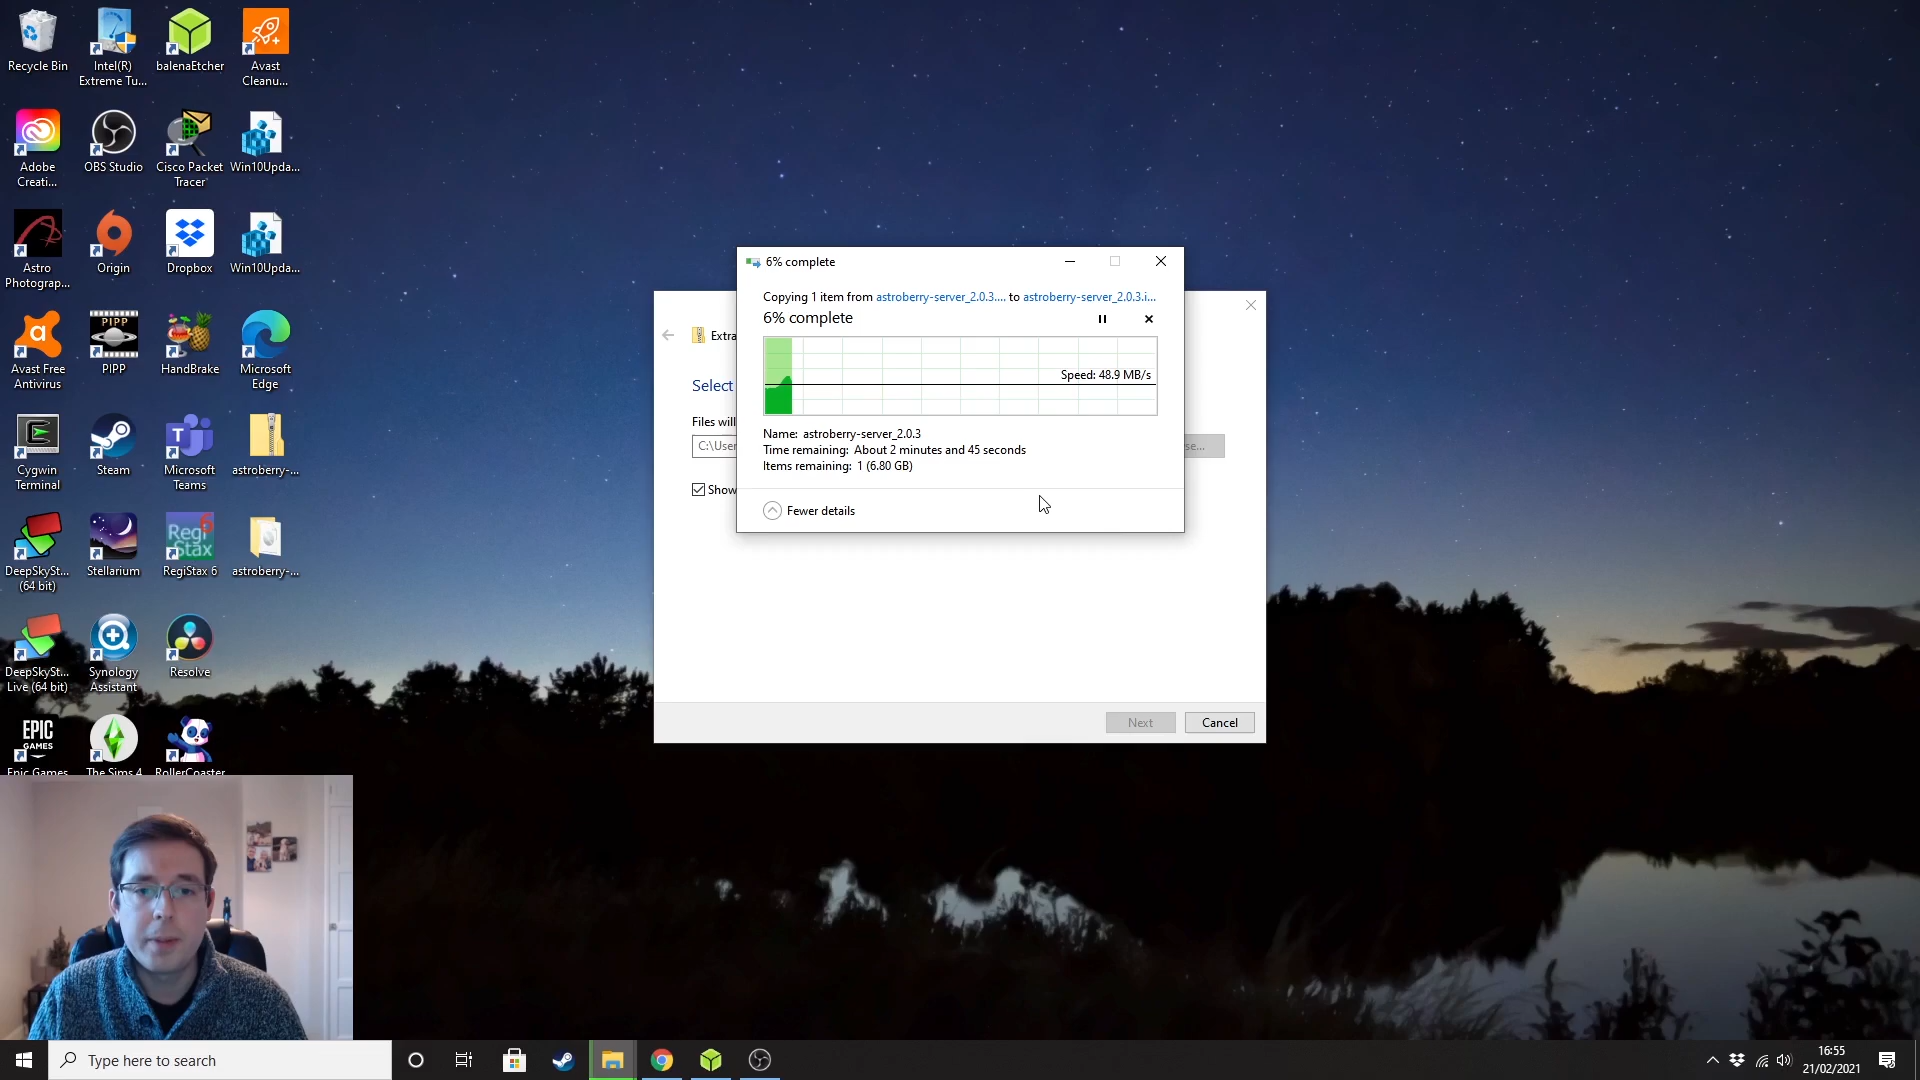 Recycle Bin
Intel(R)
Extreme Tu...
balenaEtcher
Avast
Cleanu...
Adobe
Creati...
OBS Studio
Cisco Packet
Tracer
Win10Upda...
Astro
Photograp...
Origin
Dropbox
Win10Upda...
Avast Free
Antivirus
PIPP
PIPP
HandBrake
Microsoft
Edge
Cygwin
Terminal
Steam
Microsoft
Teams
astroberry-...
DeepSkySt...
(64 bit)
Stellarium
Regi
Stax
6
RegiStax 6
astroberry-...
DeepSkySt...
Live (64 bit)
Synology
Assistant
Resolve
EPIC
GAMES
Epic Games
The Sims 4
RollerCoaster
6% complete
Copying 1 item from astroberry-server_2.0.3.... to astroberry-server_2.0.3.i...
6% complete
Speed: 48.9 MB/s
Name: astroberry-server_2.0.3
Time remaining: About 2 minutes and 45 seconds
Items remaining: 1 (6.80 GB)
Fewer details
Extra
Select
Files will
C:\User
se...
Show
Next
Cancel
Type here to search
16:55
21/02/2021